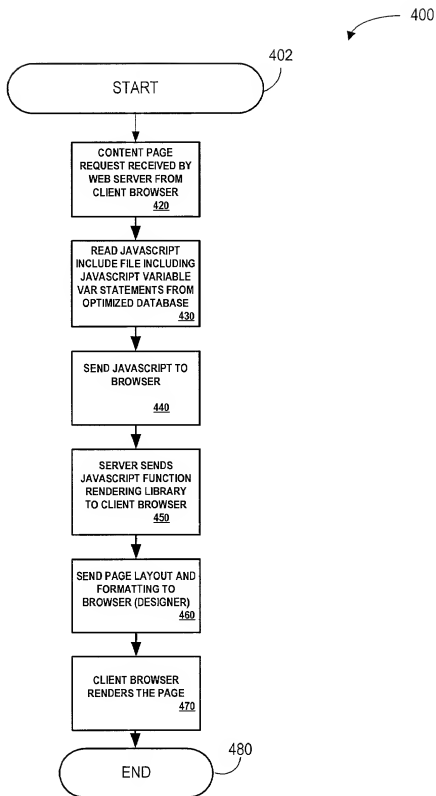 400
402
START
CONTENT PAGE
REQUEST RECEIVED BY
WEB SERVER FROM
CLIENT BROWSER
420
READ JAVASCRIPT
INCLUDE FILE INCLUDING
JAVASCRIPT VARIABLE
VAR STATEMENTS FROM
OPTIMIZED DATABASE
430
SEND JAVASCRIPT TO
BROWSER
440
SERVER SENDS
JAVASCRIPT FUNCTION
RENDERING LIBRARY
TO CLIENT BROWSER
450
SEND PAGE LAYOUT AND
FORMATTING TO
BROWSER (DESIGNER)
460
CLIENT BROWSER
RENDERS THE PAGE
470
480
END